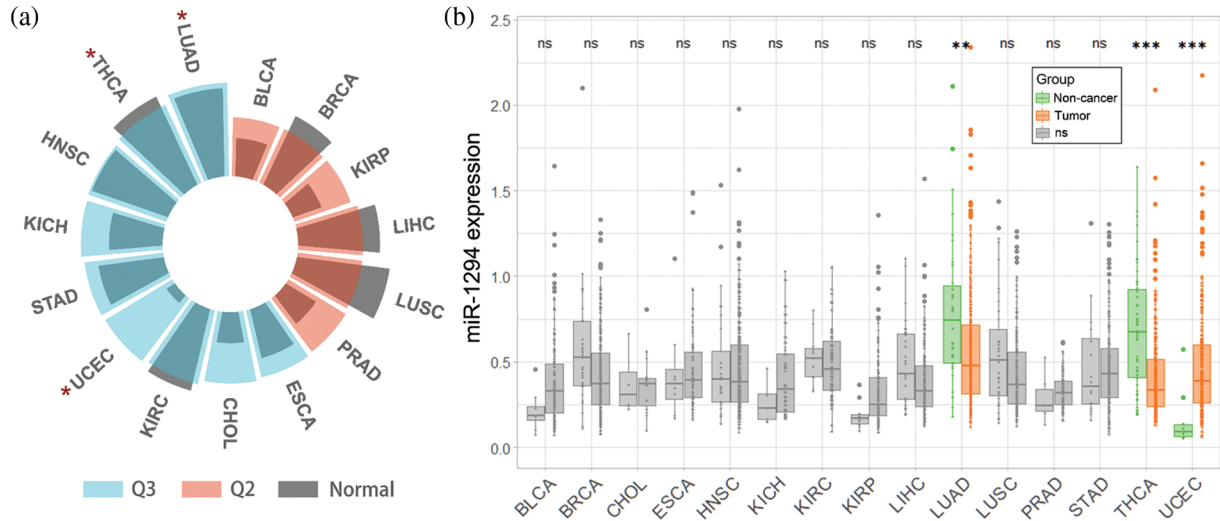 (a)
* LUAD
BLCA
BRCA
KIRP
LIHC
LUSC
PRAD
ESCA
CHOL
KIRC
* UCEC
STAD
KICH
HNSC
* THCA
Q3 Q2 Normal
(b)
miR-1294 expression
2.5
2.0
1.5
1.0
0.5
0.0
ns ns ns ns ns ns ns ns ns ** ns ns ns *** ***
Group
Non-cancer
Tumor
ns
BLCA BRCA CHOL ESCA HNSC KICH KIRC KIRP LIHC LUAD LUSC PRAD STAD THCA UCEC